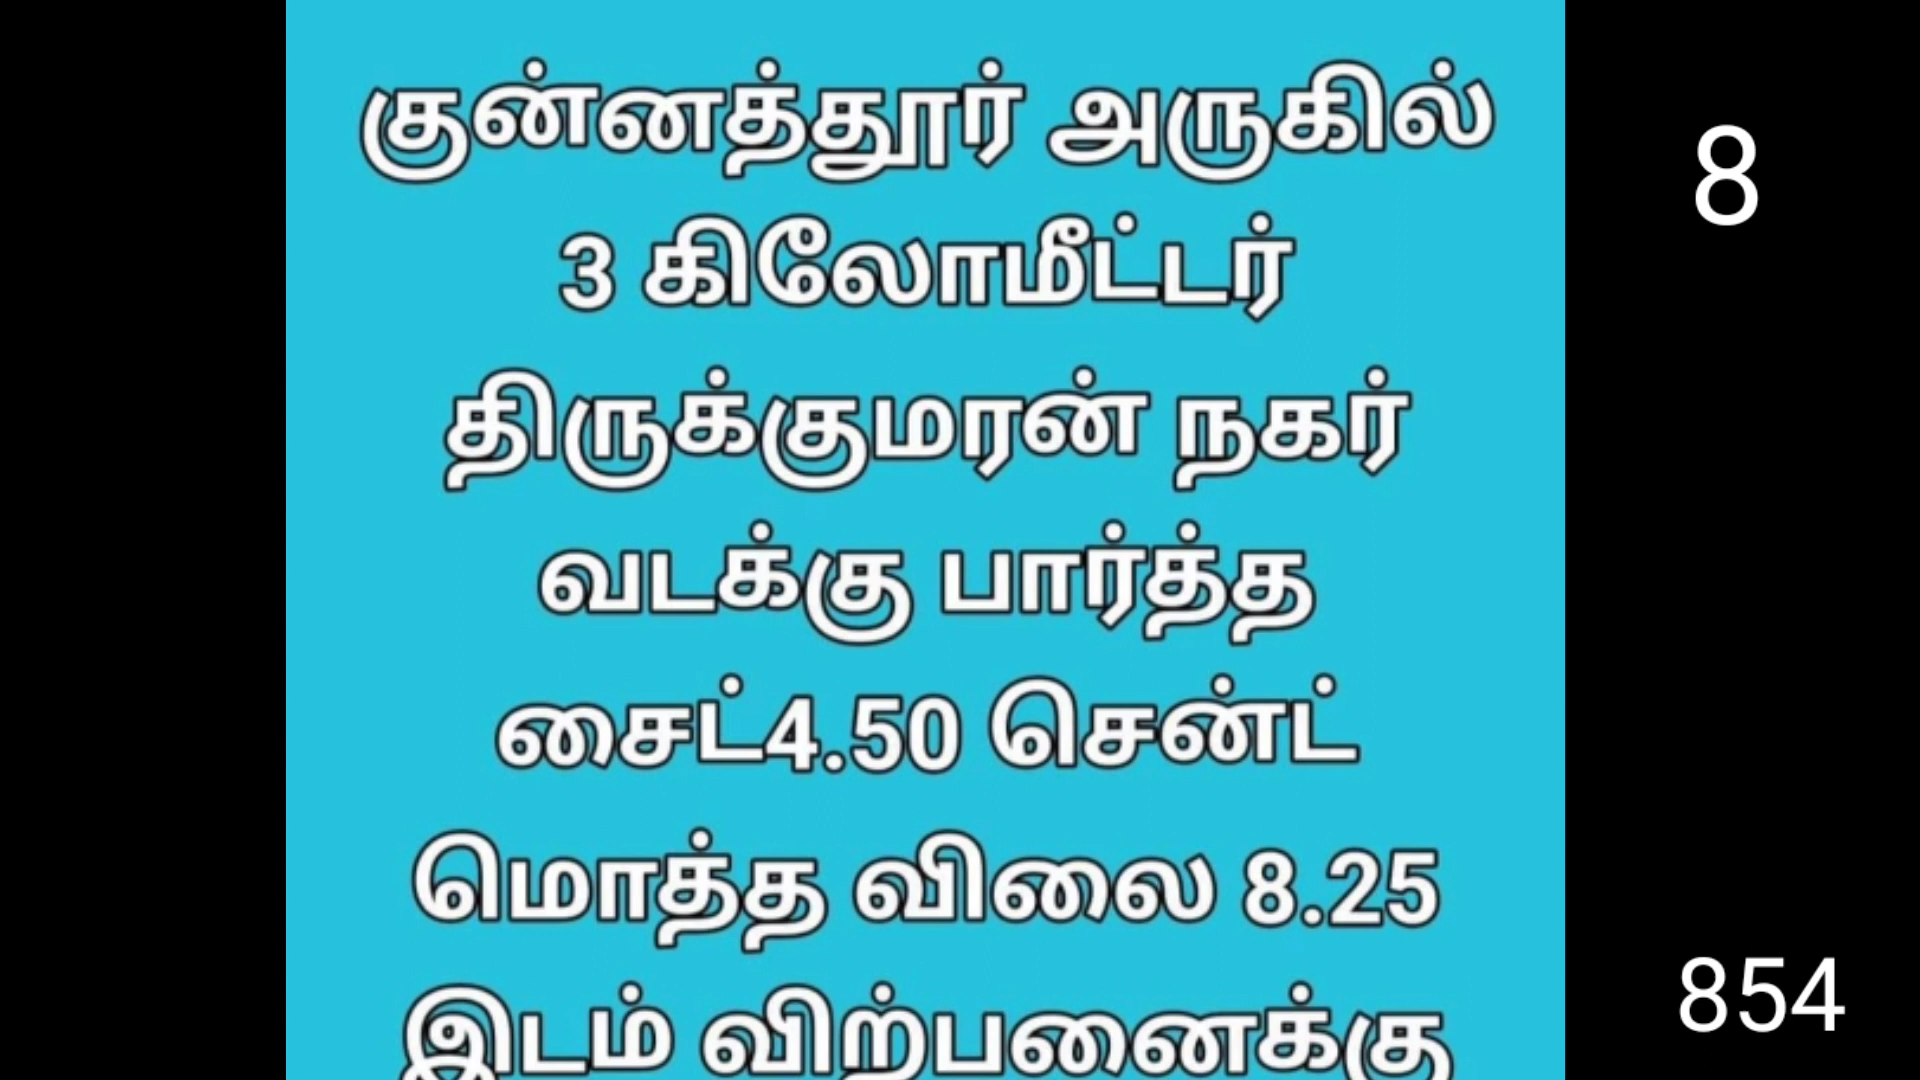 குன்னத்தூர் அருகில்
3 கிலோமீட்டர்
திருக்குமரன் நகர்
வடக்கு பார்த்த
சைட்4.50 சென்ட்
மொத்த விலை 8.25
இடம் விற்பனைக்கு
8
854